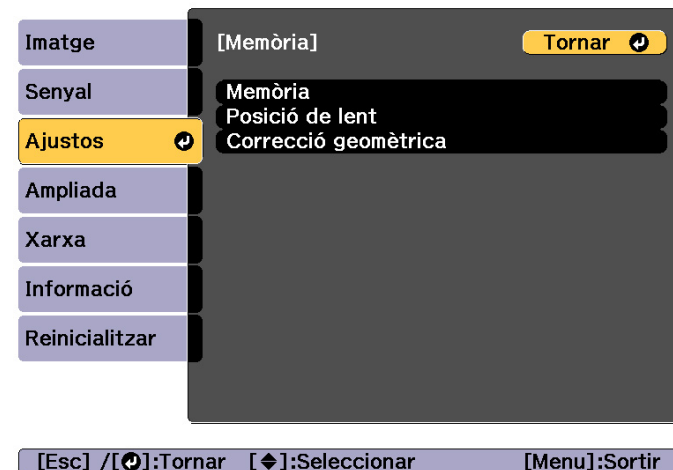 Imatge
Senyal
Ajustos
Ampliada
Xarxa
Informació
Reinicialitzar
[Memòria]
Tornar
Memòria
Posició de lent
Correcció geomètrica
[Esc] /[⏎]:Tornar [◆]:Seleccionar [Menu]:Sortir